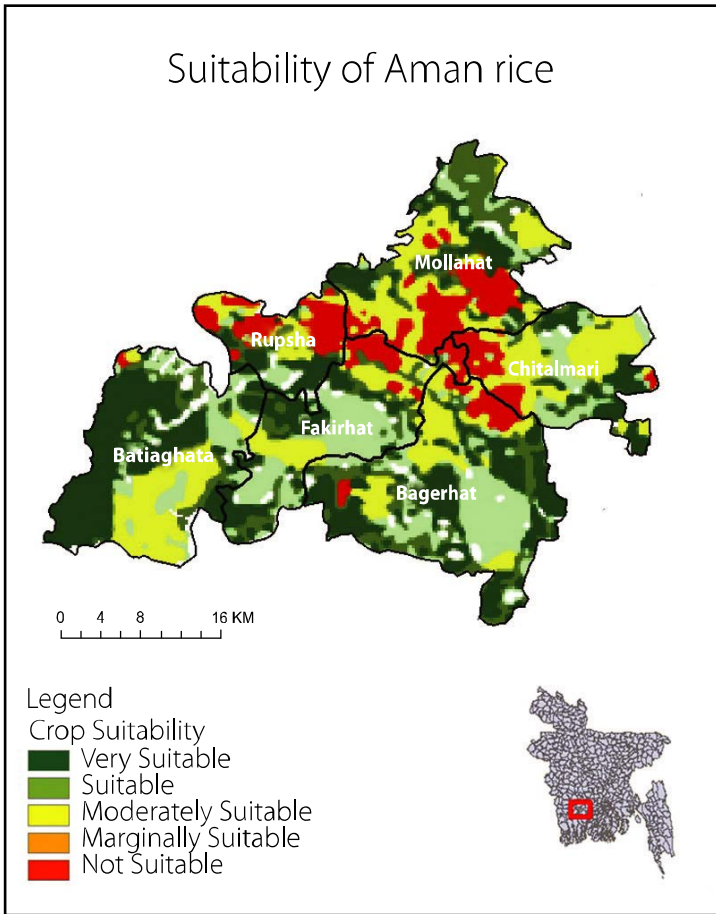 Suitability of Aman rice
Mollahat
Rupsha
Chitalmari
Fakirhat
Batiaghata
Bagerhat
0 4 8 16 KM
Legend
Crop Suitability
Very Suitable
Suitable
Moderately Suitable
Marginally Suitable
Not Suitable